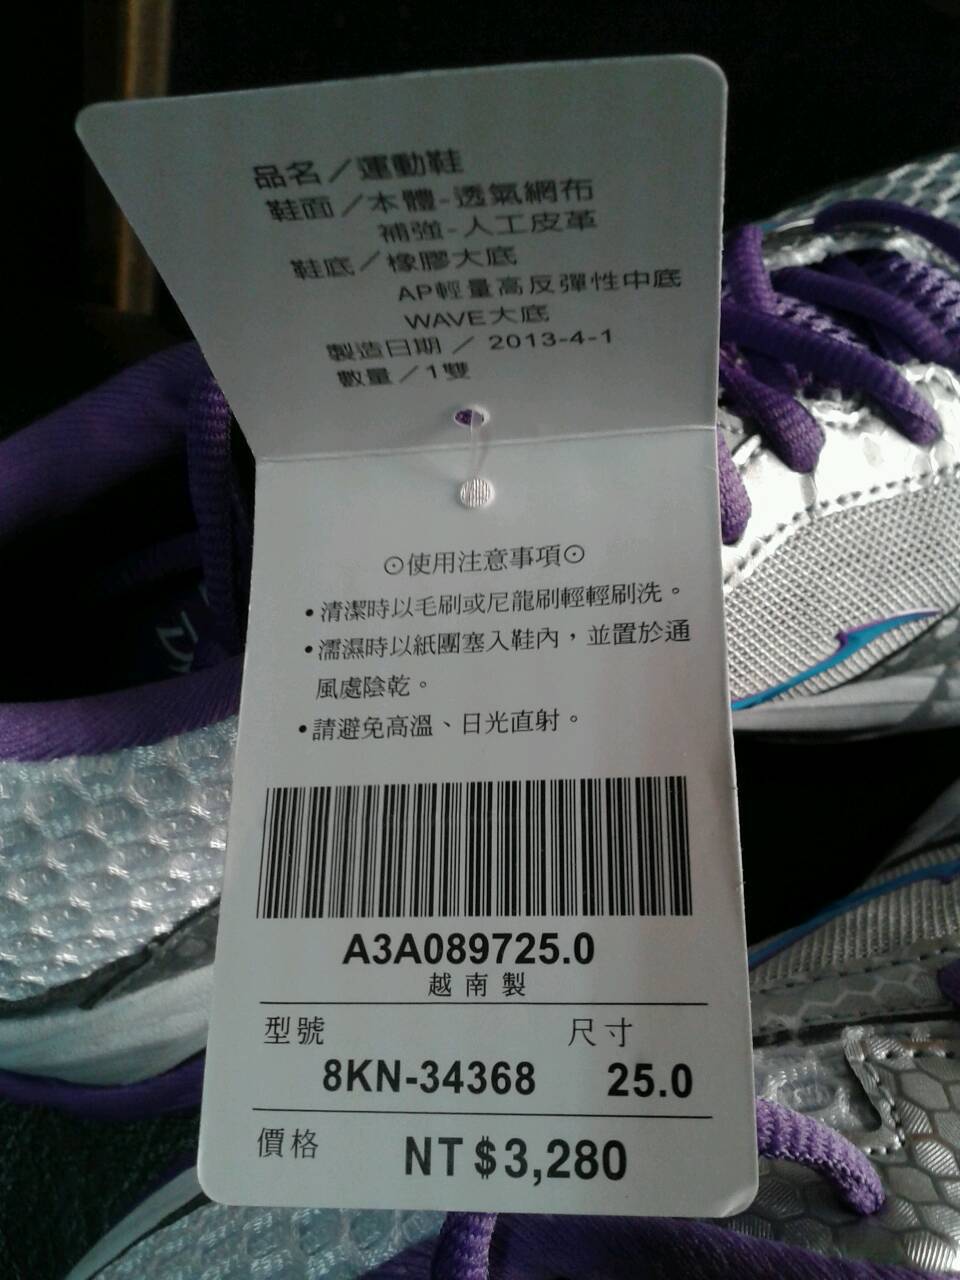 品名／運動鞋
鞋面／本體-透氣網布
補強-人工皮革
鞋底／橡膠大底
AP輕量高反彈性中底
WAVE大底
製造日期／2013-4-1
數量／1雙
⊙使用注意事項⊙
•清潔時以毛刷或尼龍刷輕輕刷洗。
•濡濕時以紙團塞入鞋內，並置於通
風處陰乾。
•請避免高溫、日光直射。
A3A089725.0
越南製
型號 尺寸
8KN-34368 25.0
價格 NT$3,280